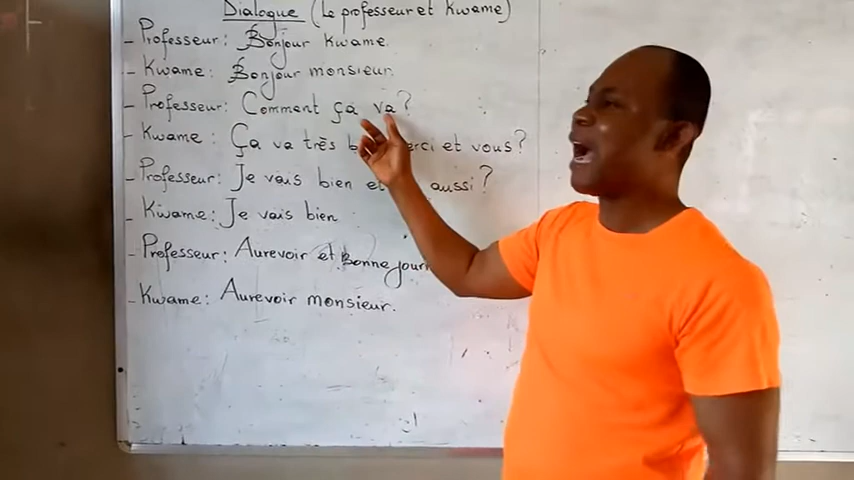 Dialogue (Le professeur et Kwame)
- Professeur : Bonjour Kwame.
- Kwame : Bonjour monsieur.
- Professeur : Comment ça va ?
- Kwame : Ça va très et vous ?
- Professeur : Je vais bien aussi ?
- Kwame : Je vais bien.
- Professeur : Aurevoir et Bonne journ
- Kwame : Aurevoir monsieur.